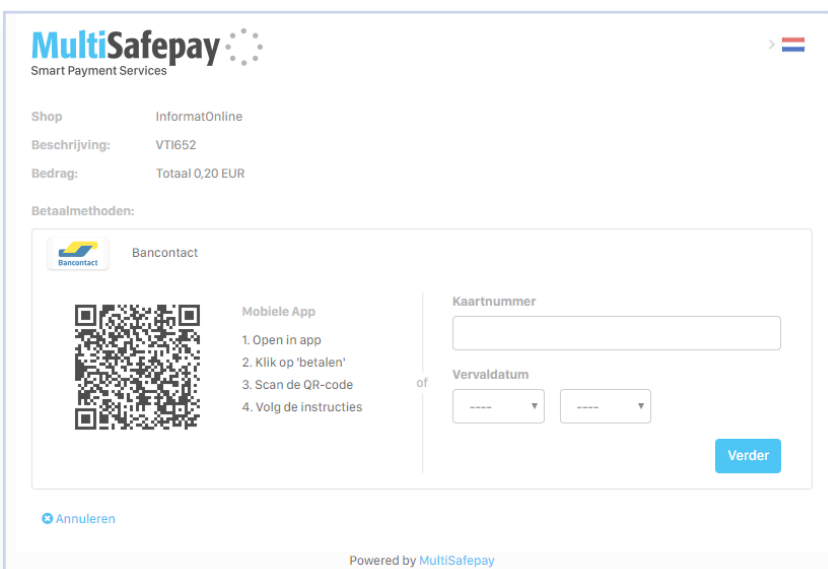 MultiSafepay
Smart Payment Services
Shop InformatOnline
Beschrijving: VTI652
Bedrag: Totaal 0,20 EUR
Betaalmethoden:
Bancontact
Bancontact
Mobiele App
1. Open in app
2. Klik op 'betalen'
3. Scan de QR-code
4. Volg de instructies
of
Kaartnummer
Vervaldatum
---- ----
Verder
Annuleren
Powered by MultiSafepay